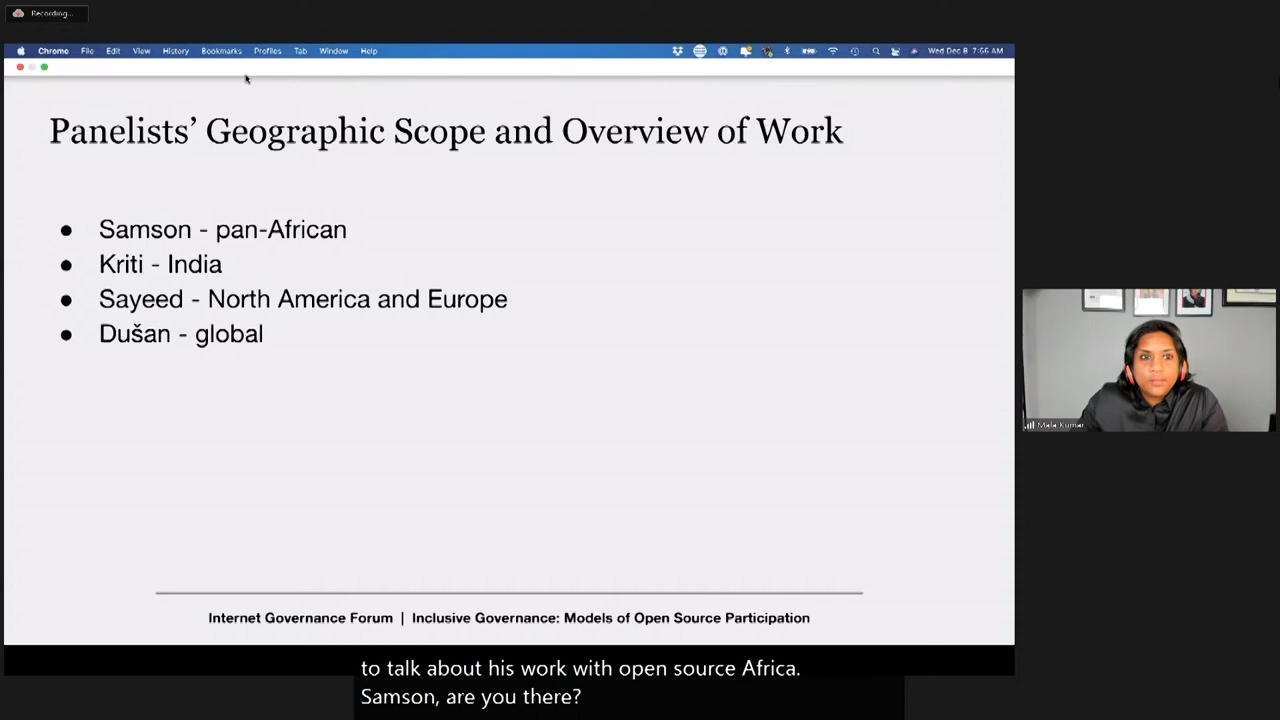 Recording...
Chrome File Edit View History Bookmarks Profiles Tab Window Help Wed Dec 8 7:56 AM
Panelists’ Geographic Scope and Overview of Work
● Samson - pan-African
● Kriti - India
● Sayeed - North America and Europe
● Dušan - global
Mala Kumar
Internet Governance Forum | Inclusive Governance: Models of Open Source Participation
to talk about his work with open source Africa.
Samson, are you there?